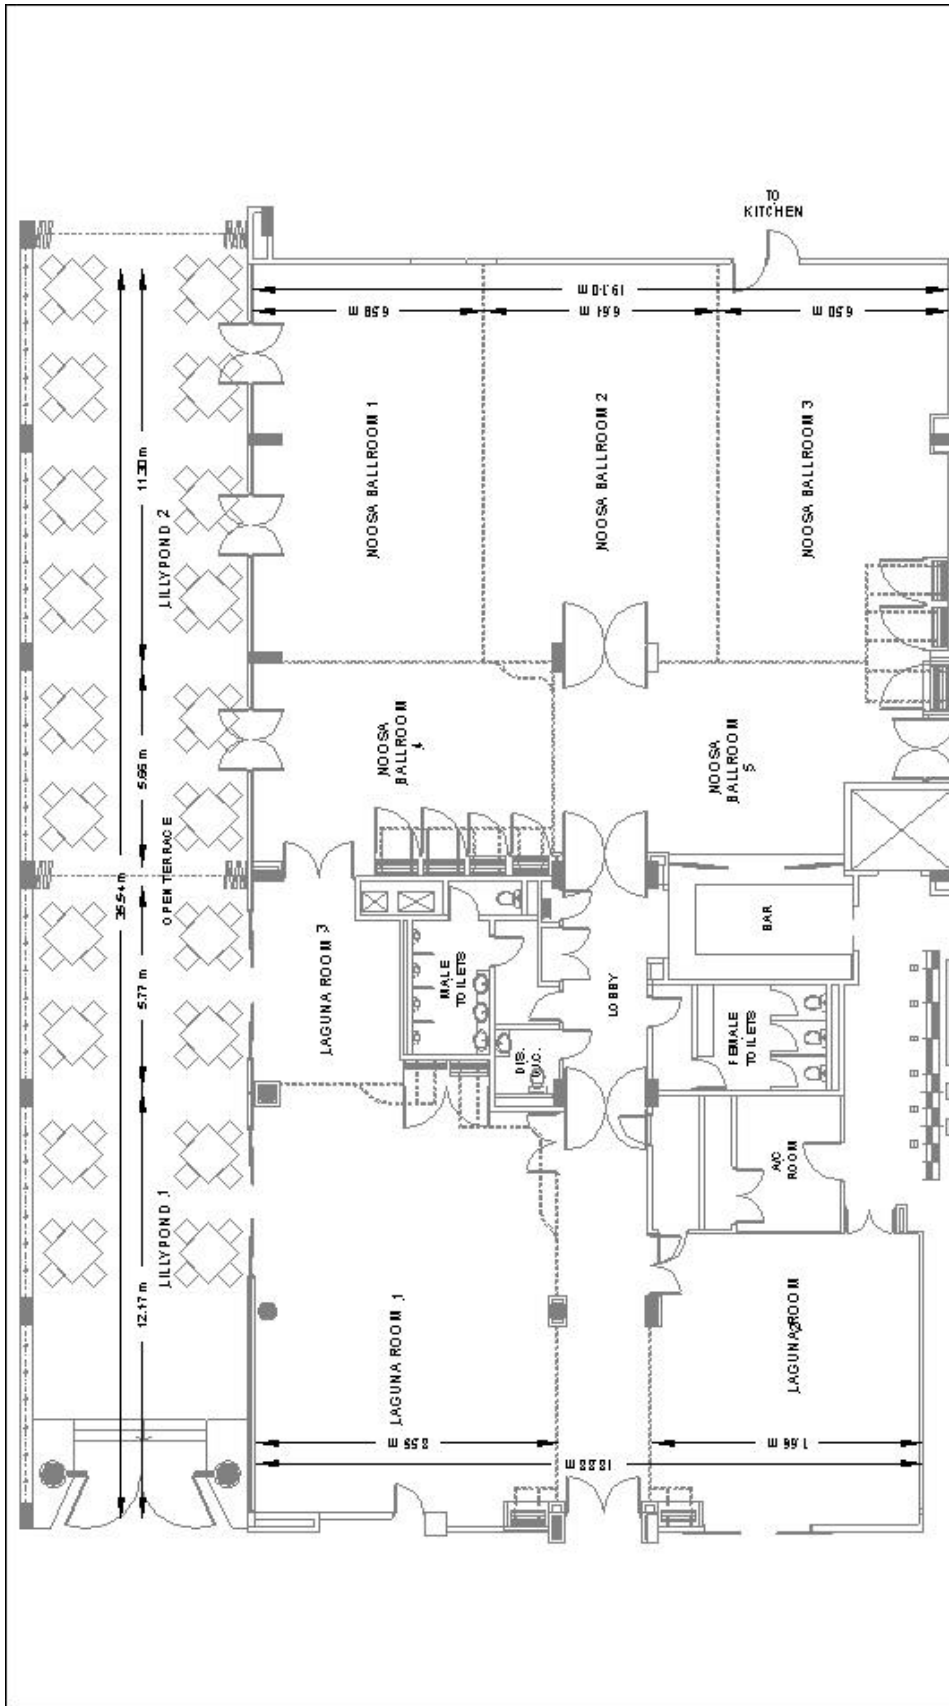 TO
KITCHEN
19.70 m
6.58 m
6.61 m
6.50 m
11.30 m
LILLYPOND 2
NOOSA BALLROOM 1
NOOSA BALLROOM 2
NOOSA BALLROOM 3
5.66 m
NOOSA
BALLROOM
4
NOOSA
BALLROOM
5
OPEN TERRACE
5.77 m
LAGUNA ROOM 3
MALE
TOILETS
LOBBY
BAR
DIS.
W.C.
FEMALE
TOILETS
A/C
ROOM
LILLYPOND 1
12.17 m
LAGUNA ROOM 1
LAGUNA ROOM
2
8.55 m
7.66 m
18.88 m